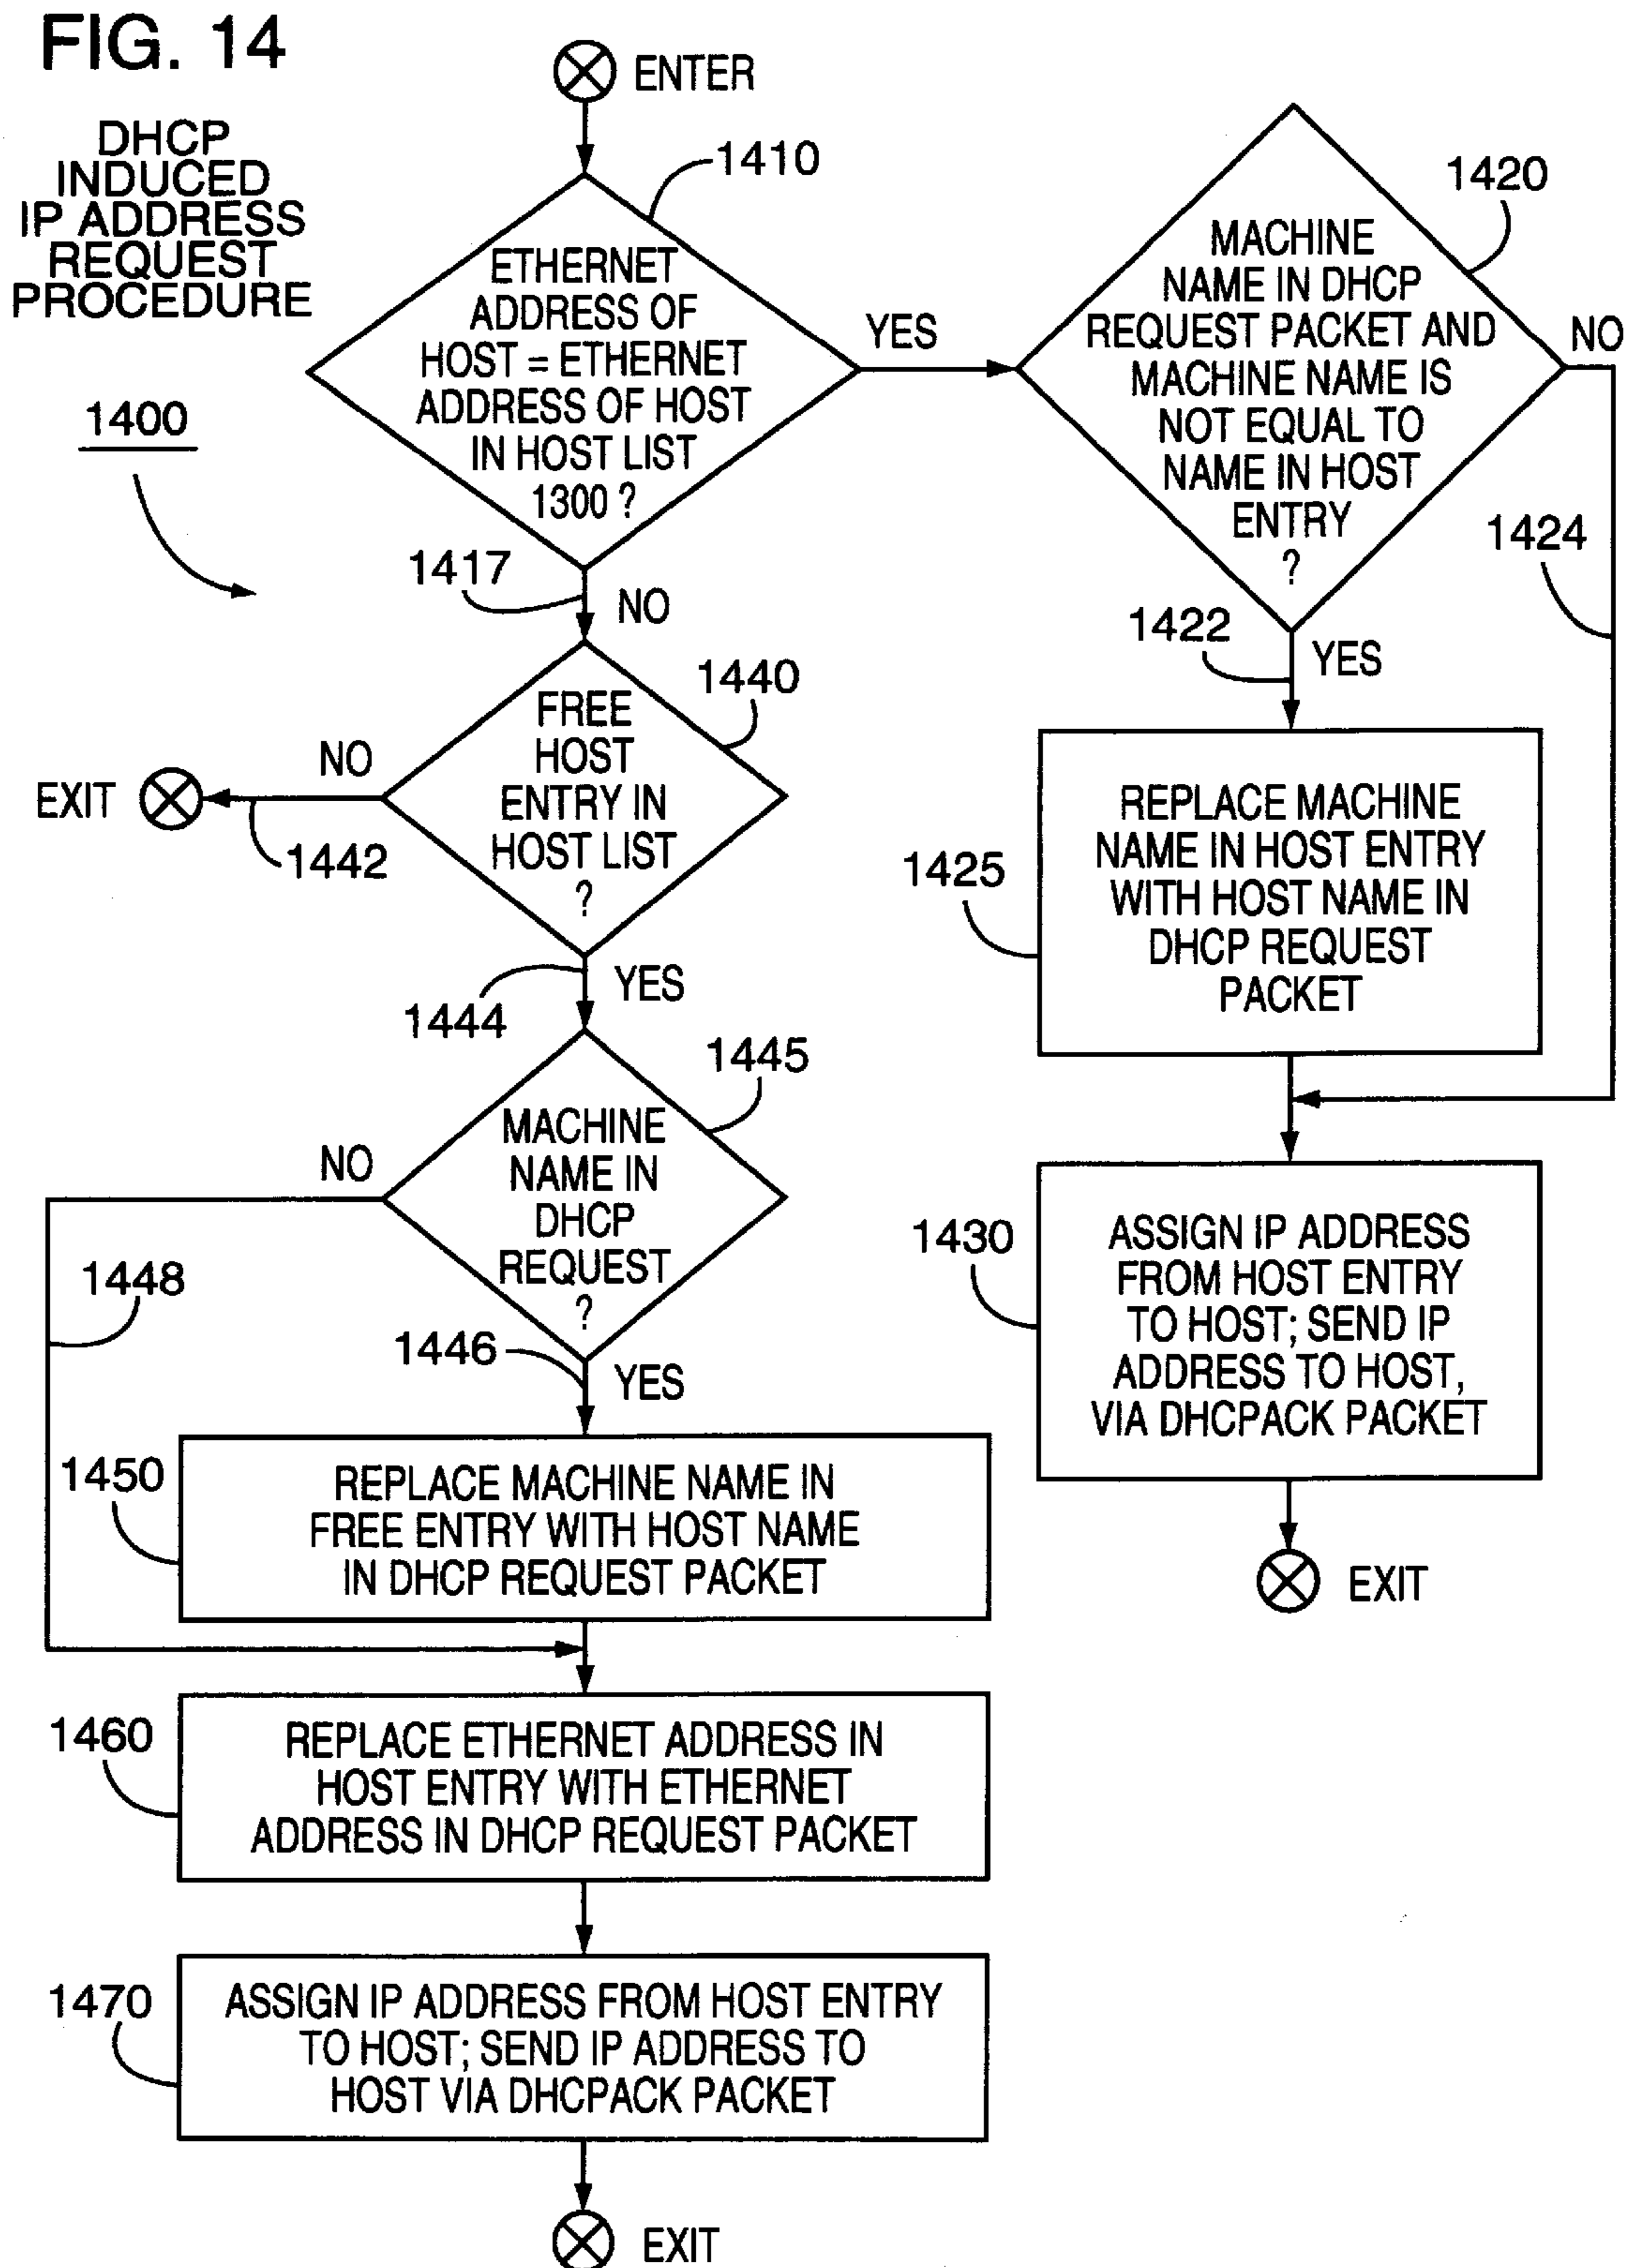 FIG. 14
DHCP
INDUCED
IP ADDRESS
REQUEST
PROCEDURE
1400
ENTER
1410
ETHERNET
ADDRESS OF
HOST = ETHERNET
ADDRESS OF HOST
IN HOST LIST
1300 ?
YES
1417
NO
1420
MACHINE
NAME IN DHCP
REQUEST PACKET AND
MACHINE NAME IS
NOT EQUAL TO
NAME IN HOST
ENTRY
?
NO
1424
1422
YES
1425
REPLACE MACHINE
NAME IN HOST ENTRY
WITH HOST NAME IN
DHCP REQUEST
PACKET
1430
ASSIGN IP ADDRESS
FROM HOST ENTRY
TO HOST; SEND IP
ADDRESS TO HOST,
VIA DHCPACK PACKET
EXIT
1440
FREE
HOST
ENTRY IN
HOST LIST
?
NO
EXIT
1442
YES
1444
1445
MACHINE
NAME IN
DHCP
REQUEST
?
NO
1448
1446
YES
1450
REPLACE MACHINE NAME IN
FREE ENTRY WITH HOST NAME
IN DHCP REQUEST PACKET
1460
REPLACE ETHERNET ADDRESS IN
HOST ENTRY WITH ETHERNET
ADDRESS IN DHCP REQUEST PACKET
1470
ASSIGN IP ADDRESS FROM HOST ENTRY
TO HOST; SEND IP ADDRESS TO
HOST VIA DHCPACK PACKET
EXIT